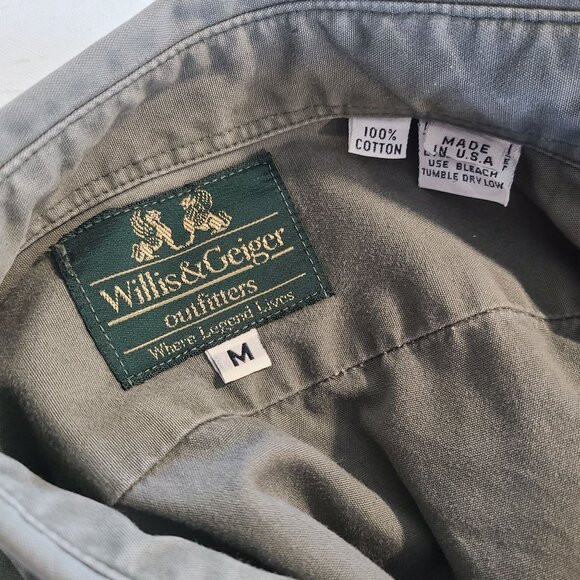 Willis & Geiger
outfitters
Where Legend Lives
M
100%
COTTON
MADE
IN U.S.A
USE BLEACH
TUMBLE DRY LOW